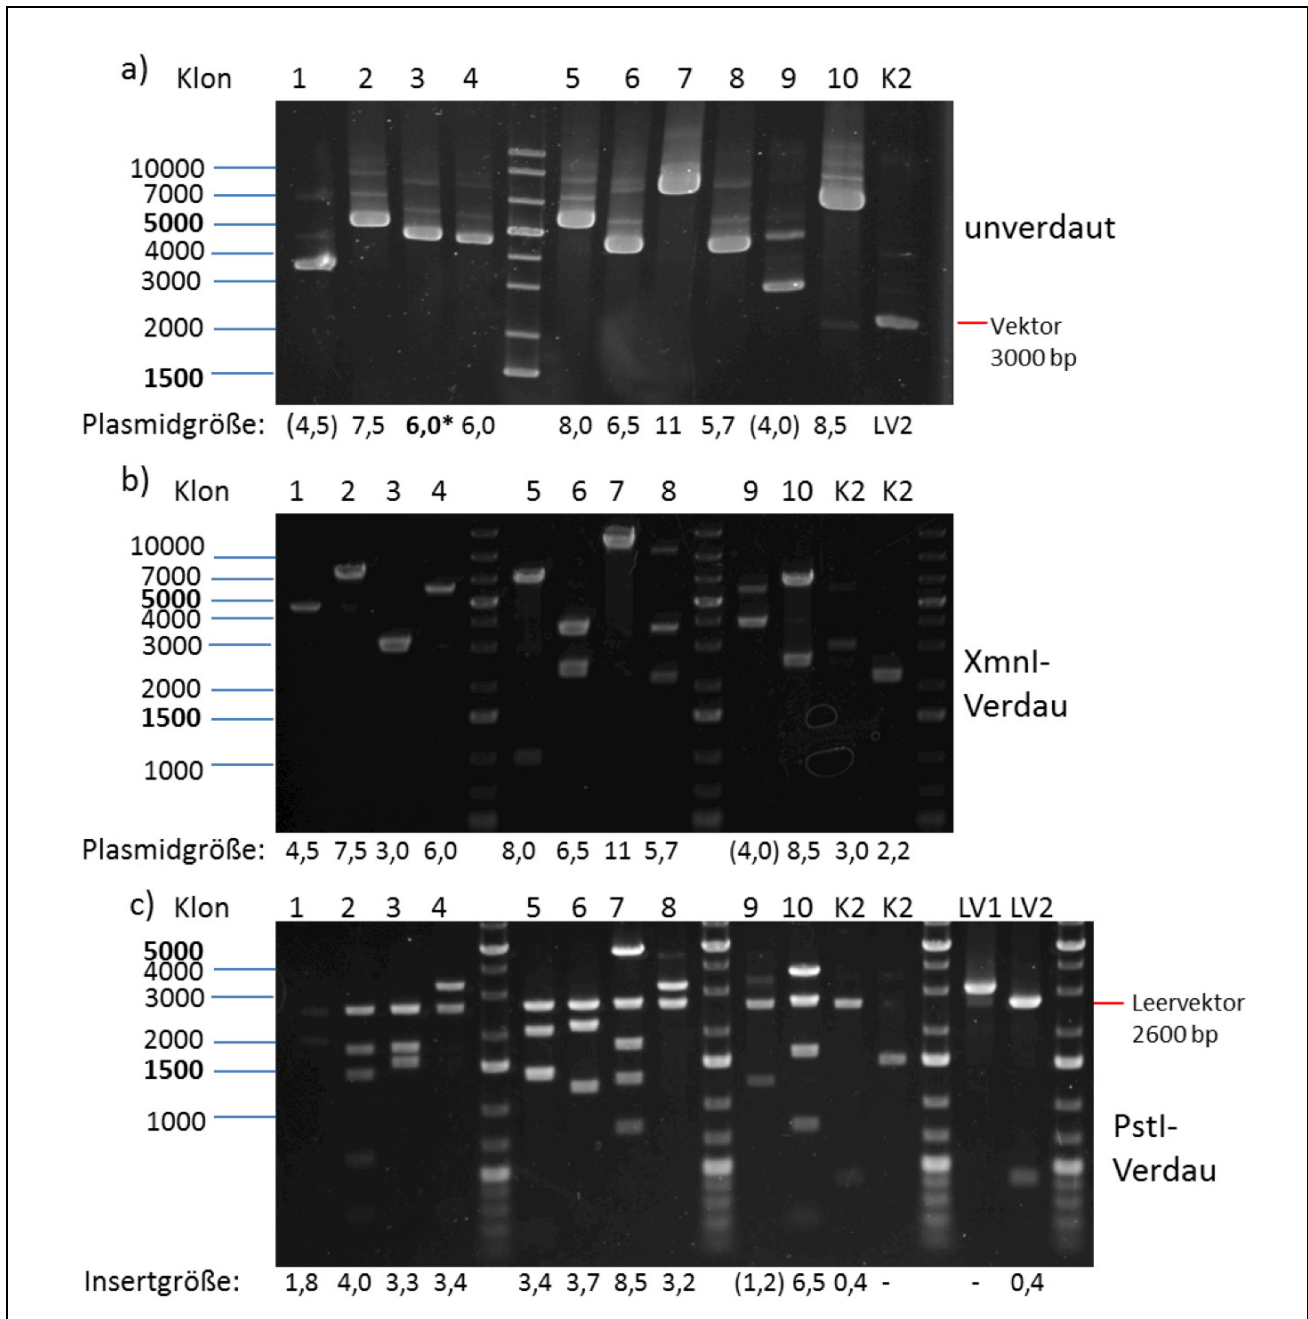 a) Klon 1 2 3 4 5 6 7 8 9 10 K2
10000
7000
5000
4000
3000
2000
1500
unverdaut
Vektor
3000 bp
Plasmidgröße: (4,5) 7,5 6,0* 6,0 8,0 6,5 11 5,7 (4,0) 8,5 LV2
b) Klon 1 2 3 4 5 6 7 8 9 10 K2 K2
10000
7000
5000
4000
3000
2000
1500
1000
XmnI-
Verdau
Plasmidgröße: 4,5 7,5 3,0 6,0 8,0 6,5 11 5,7 (4,0) 8,5 3,0 2,2
c) Klon 1 2 3 4 5 6 7 8 9 10 K2 K2 LV1 LV2
5000
4000
3000
2000
1500
1000
Leervektor
2600 bp
PstI-
Verdau
Insertgröße: 1,8 4,0 3,3 3,4 3,4 3,7 8,5 3,2 (1,2) 6,5 0,4 - - 0,4